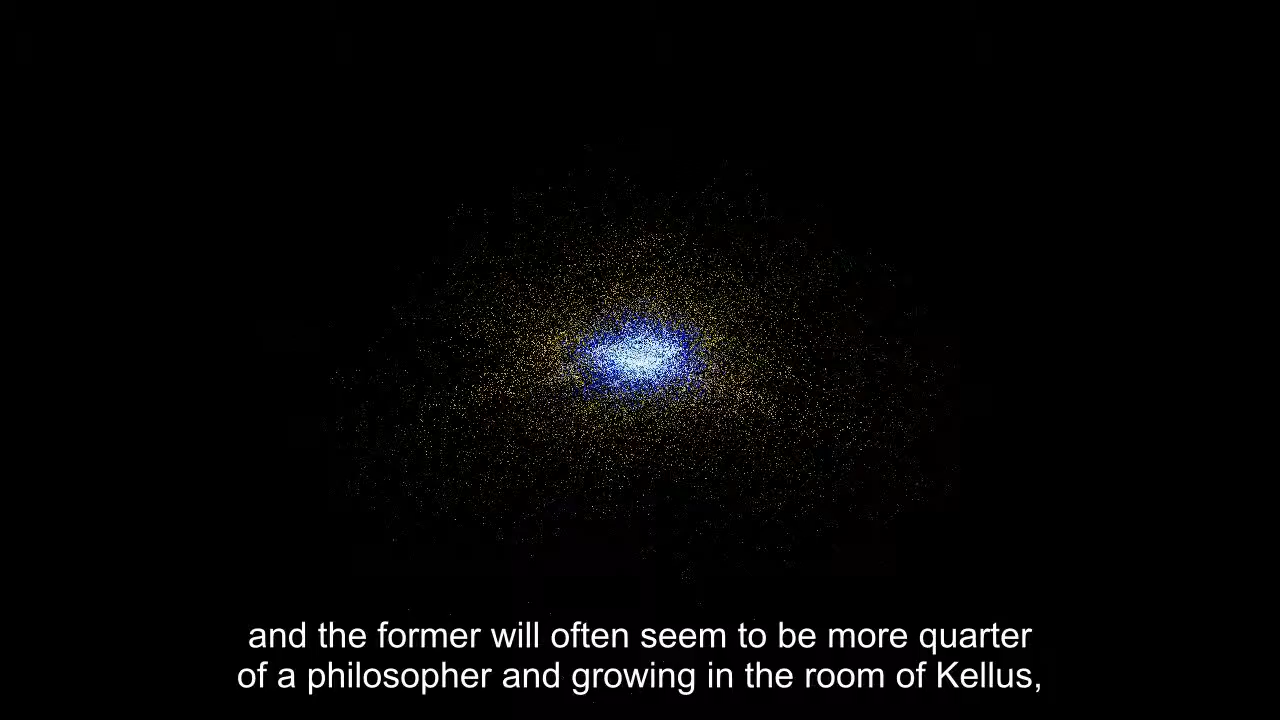 and the former will often seem to be more quarter
of a philosopher and growing in the room of Kellus,